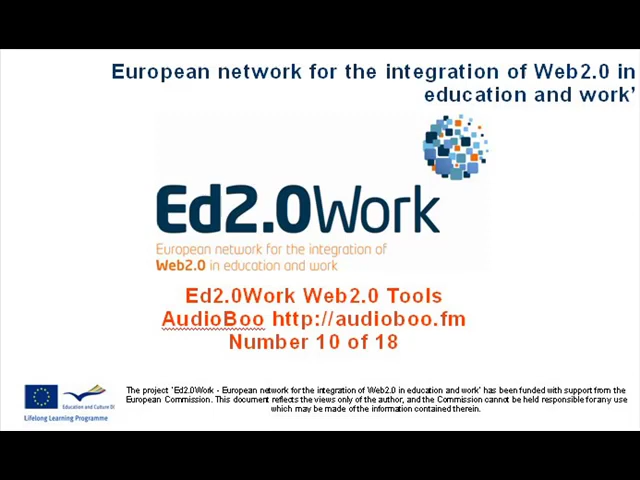 European network for the integration of Web2.0 in
education and work’
Ed2.0Work
European network for the integration of
Web2.0 in education and work
Ed2.0Work Web2.0 Tools
AudioBoo http://audioboo.fm
Number 10 of 18
Education and Culture DG
Lifelong Learning Programme
The project 'Ed2.0Work - European network for the integration of Web2.0 in education and work' has been funded with support from the
European Commission. This document reflects the views only of the author, and the Commission cannot be held responsible for any use
which may be made of the information contained therein.